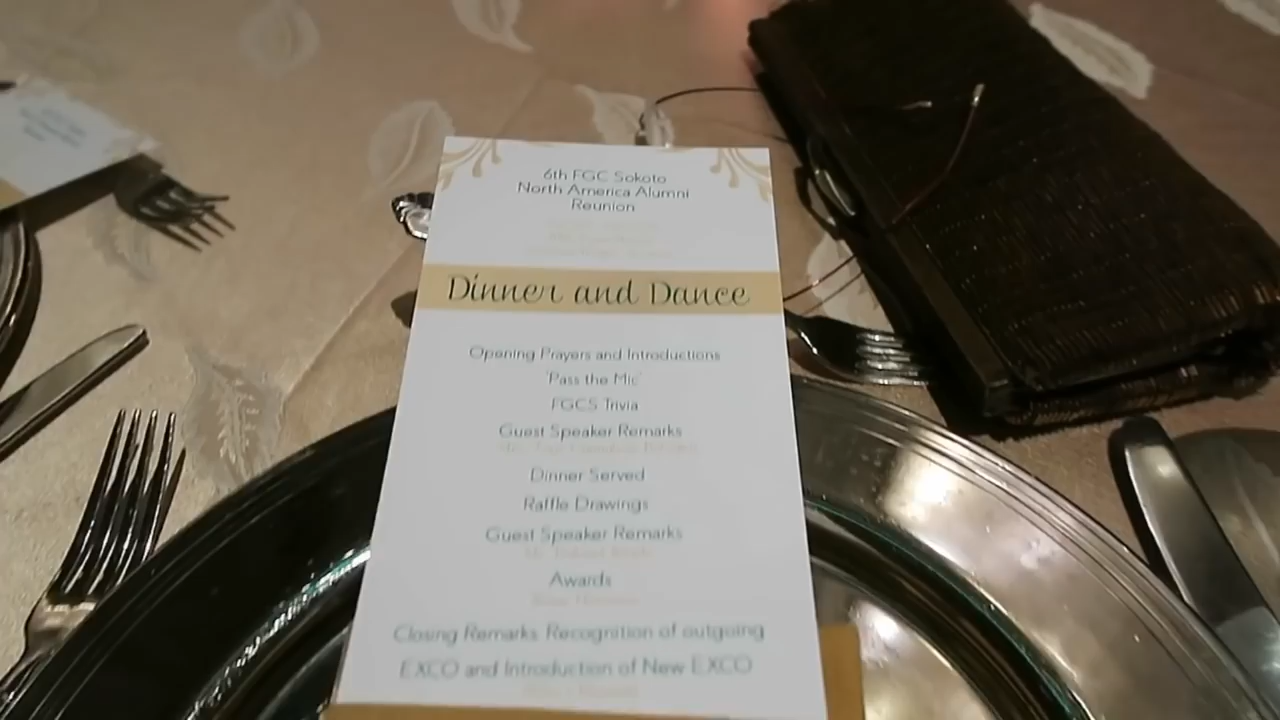 6th FGC Sokoto
North America Alumni
Reunion
Dinner and Dance
Opening Prayers and Introductions
'Pass the Mic'
FGCS Trivia
Guest Speaker Remarks
Dinner Served
Raffle Drawings
Guest Speaker Remarks
Awards
Closing Remarks, Recognition of outgoing
EXCO and Introduction of New EXCO